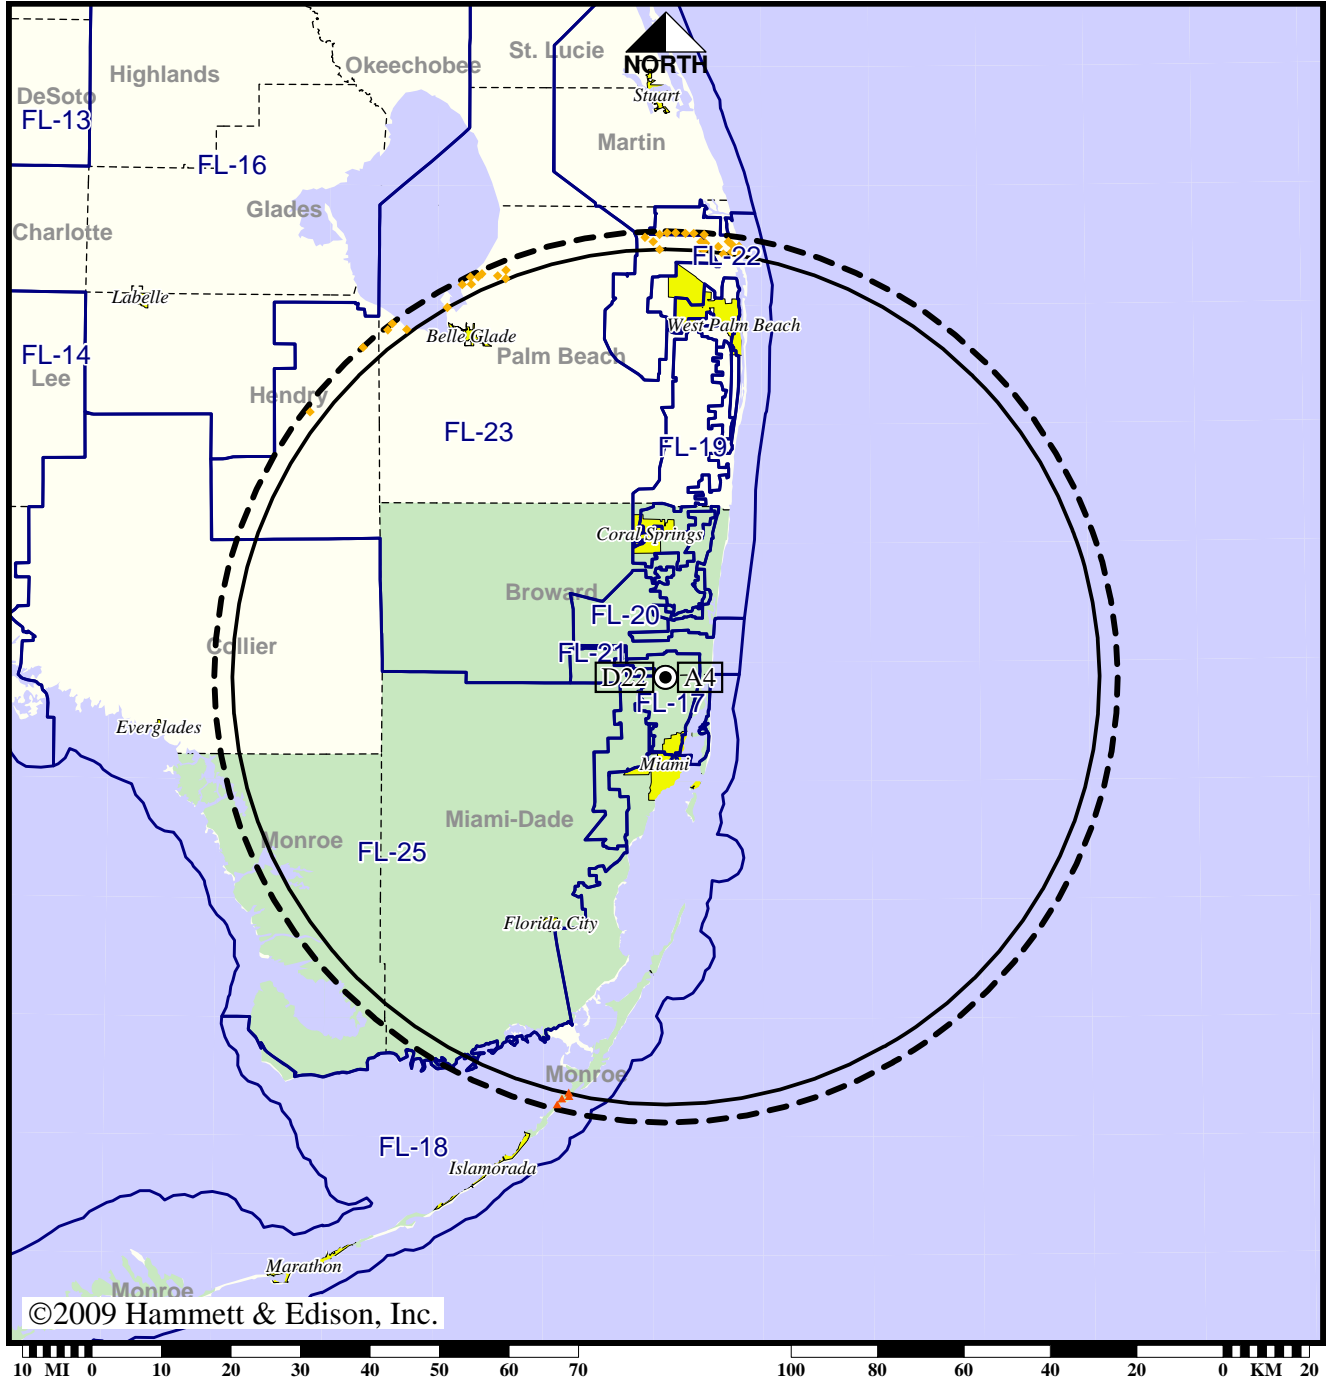 St. Lucie
Okeechobee
Highlands
NORTH
DeSoto
Stuart
FL-13
Martin
FL-16
Glades
Charlotte
FL-22
Labelle
West Palm Beach
Belle Glade
FL-14
Palm Beach
Lee
Hendry
FL-23
FL-19
Coral Springs
Broward
FL-20
Collier
FL-21
D22
A4
FL-17
Everglades
Miami
Miami-Dade
Monroe
FL-25
Florida City
Monroe
FL-18
Islamorada
Marathon
Monroe
©2009 Hammett & Edison, Inc.
10 MI 0 10 20 30 40 50 60 70 100 80 60 40 20 0 KM 20